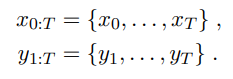 x_{0:T} = {x_0, . . . , x_T} ,
y_{1:T} = {y_1, . . . , y_T} .